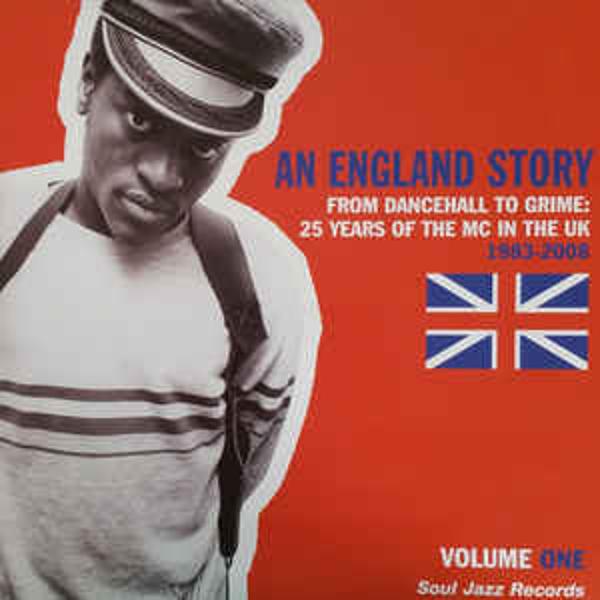 AN ENGLAND STORY
FROM DANCEHALL TO GRIME:
25 YEARS OF THE MC IN THE UK
1983-2008
VOLUME ONE
Soul Jazz Records